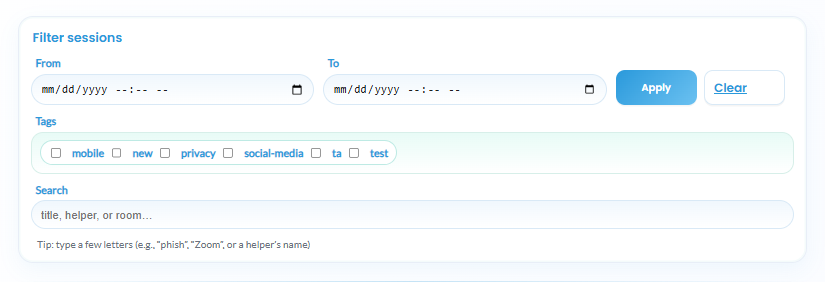 Filter sessions
From To
mm/dd/yyyy --:-- -- mm/dd/yyyy --:-- -- Apply Clear
Tags
mobile new privacy social-media ta test
Search
title, helper, or room...
Tip: type a few letters (e.g., "phish", "Zoom", or a helper's name)